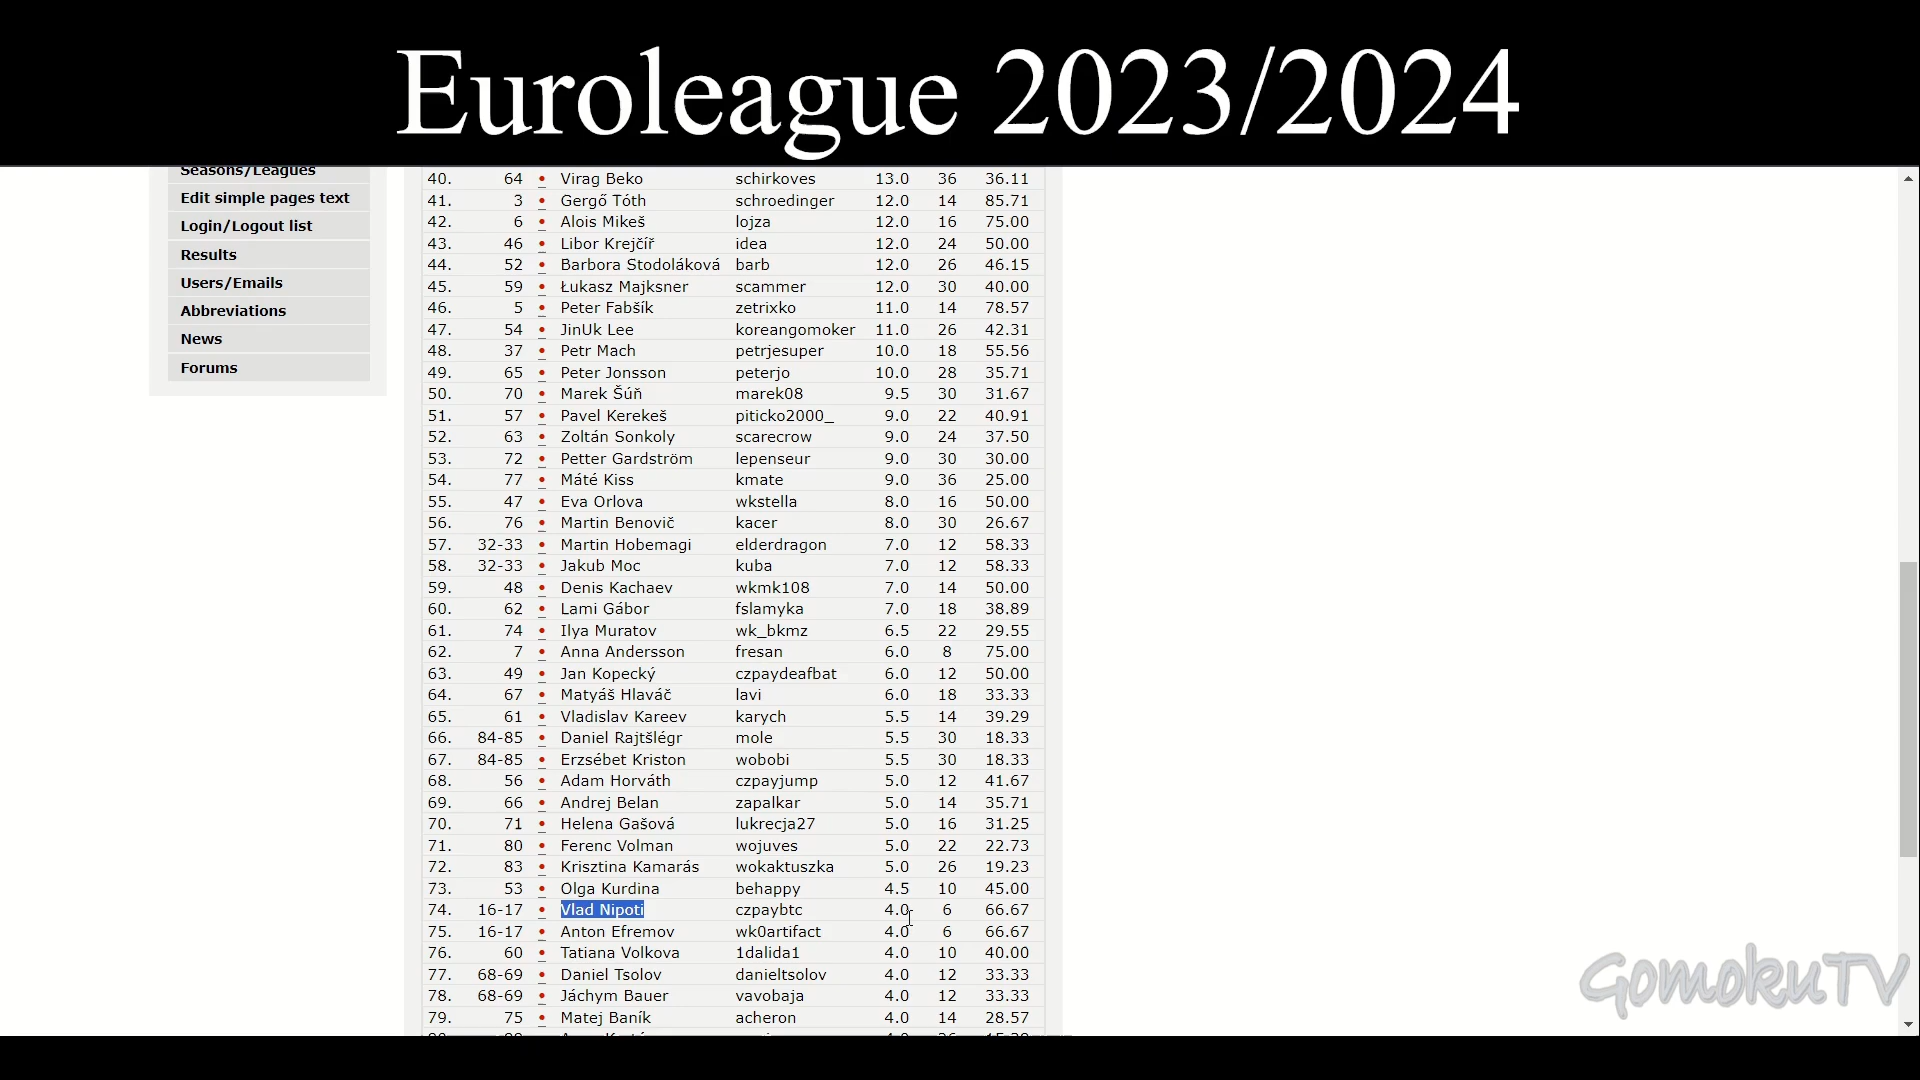 Euroleague 2023/2024
Seasons/Leagues
Edit simple pages text
Login/Logout list
Results
Users/Emails
Abbreviations
News
Forums
40. 64 • Virag Beko schirkoves 13.0 36 36.11
41. 3 • Gergő Tóth schroedinger 12.0 14 85.71
42. 6 • Alois Mikeš lojza 12.0 16 75.00
43. 46 • Libor Krejčíř idea 12.0 24 50.00
44. 52 • Barbora Stodoláková barb 12.0 26 46.15
45. 59 • Łukasz Majksner scammer 12.0 30 40.00
46. 5 • Peter Fabšík zetrixko 11.0 14 78.57
47. 54 • JinUk Lee koreangomoker 11.0 26 42.31
48. 37 • Petr Mach petrjesuper 10.0 18 55.56
49. 65 • Peter Jonsson peterjo 10.0 28 35.71
50. 70 • Marek Šúň marek08 9.5 30 31.67
51. 57 • Pavel Kerekeš piticko2000_ 9.0 22 40.91
52. 63 • Zoltán Sonkoly scarecrow 9.0 24 37.50
53. 72 • Petter Gardström lepenseur 9.0 30 30.00
54. 77 • Máté Kiss kmate 9.0 36 25.00
55. 47 • Eva Orlova wkstella 8.0 16 50.00
56. 76 • Martin Benovič kacer 8.0 30 26.67
57. 32-33 • Martin Hobemagi elderdragon 7.0 12 58.33
58. 32-33 • Jakub Moc kuba 7.0 12 58.33
59. 48 • Denis Kachaev wkmk108 7.0 14 50.00
60. 62 • Lami Gábor fslamyka 7.0 18 38.89
61. 74 • Ilya Muratov wk_bkmz 6.5 22 29.55
62. 7 • Anna Andersson fresan 6.0 8 75.00
63. 49 • Jan Kopecký czpaydeafbat 6.0 12 50.00
64. 67 • Matyáš Hlaváč lavi 6.0 18 33.33
65. 61 • Vladislav Kareev karych 5.5 14 39.29
66. 84-85 • Daniel Rajtšlégr mole 5.5 30 18.33
67. 84-85 • Erzsébet Kriston wobobi 5.5 30 18.33
68. 56 • Adam Horváth czpayjump 5.0 12 41.67
69. 66 • Andrej Belan zapalkar 5.0 14 35.71
70. 71 • Helena Gašová lukrecja27 5.0 16 31.25
71. 80 • Ferenc Volman wojuves 5.0 22 22.73
72. 83 • Krisztina Kamarás wokaktuszka 5.0 26 19.23
73. 53 • Olga Kurdina behappy 4.5 10 45.00
74. 16-17 • Vlad Nipoti czpaybtc 4.0 6 66.67
75. 16-17 • Anton Efremov wk0artifact 4.0 6 66.67
76. 60 • Tatiana Volkova 1dalida1 4.0 10 40.00
77. 68-69 • Daniel Tsolov danieltsolov 4.0 12 33.33
78. 68-69 • Jáchym Bauer vavobaja 4.0 12 33.33
79. 75 • Matej Baník acheron 4.0 14 28.57
GomokuTV